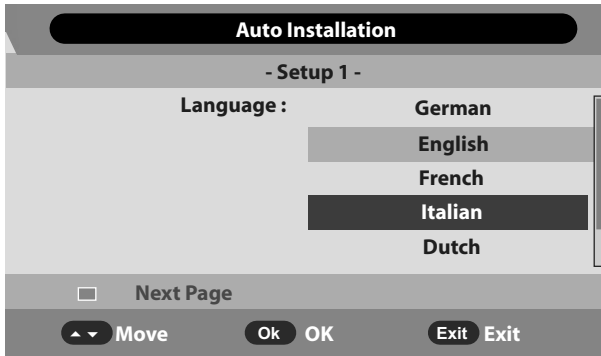 Auto Installation
- Setup 1 -
Language : German
English
French
Italian
Dutch
Next Page
Move Ok OK Exit Exit